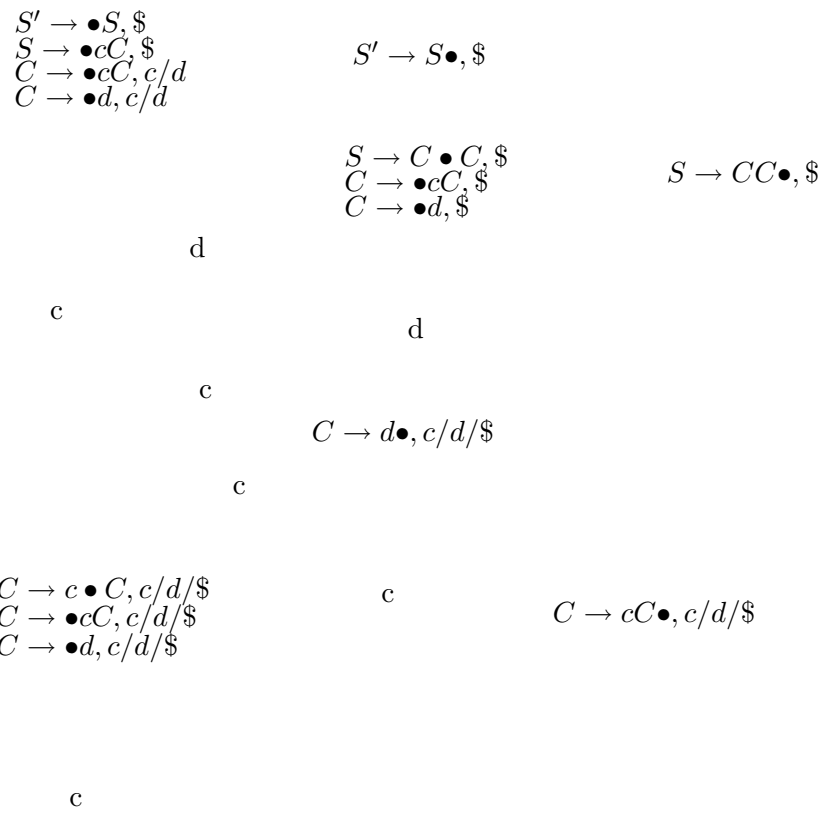 S′ → •S, $
S → •cC, $
C → •cC, c/d
C → •d, c/d
S′ → S•, $
S → C • C, $
C → •cC, $
C → •d, $
S → CC•, $
d
c
d
c
C → d•, c/d/$
c
C → c • C, c/d/$
C → •cC, c/d/$
C → •d, c/d/$
c
C → cC•, c/d/$
c